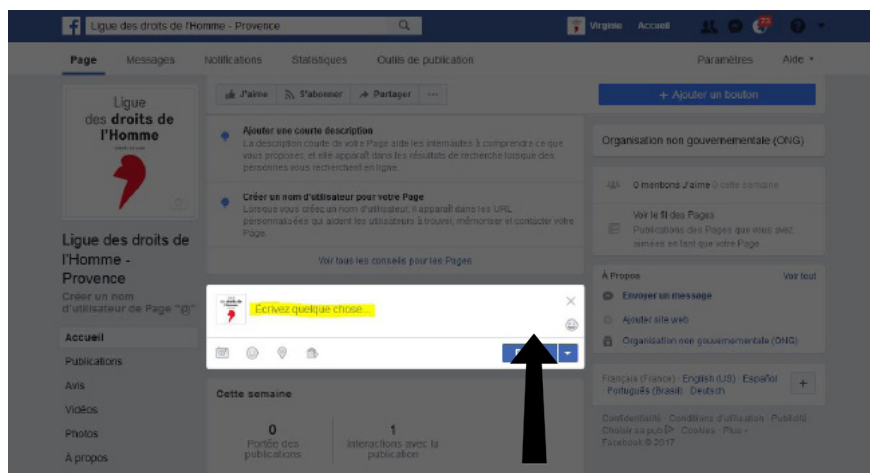 Ligue des droits de l'Homme - Provence
Virginie Accueil
73
Page Messages Notifications Statistiques Outils de publication Paramètres Aide
Ligue
des droits de
l'Homme
Ligue des droits de
l'Homme -
Provence
Créer un nom
d'utilisateur de Page "@"
Accueil
Publications
Avis
Vidéos
Photos
À propos
J'aime S'abonner Partager ...
Ajouter une courte description
La description courte de votre Page aide les internautes à comprendre ce que
vous proposez, et elle apparaît dans les résultats de recherche lorsque des
personnes vous recherchent en ligne.
Créer un nom d'utilisateur pour votre Page
Lorsque vous créez un nom d'utilisateur, il apparaît dans les URL
personnalisées qui aident les utilisateurs à trouver, mémoriser et contacter votre
Page.
Voir tous les conseils pour les Pages
Écrivez quelque chose...
Cette semaine
0
Portée des
publications
1
Interactions avec la
publication
+ Ajouter un bouton
Organisation non gouvernementale (ONG)
0 mentions J'aime 0 cette semaine
Voir le fil des Pages
Publications des Pages que vous avez
aimées en tant que votre Page
À Propos Voir tout
Envoyer un message
Ajouter site web
Organisation non gouvernementale (ONG)
Français (France) · English (US) · Español
· Português (Brasil) · Deutsch
+
Confidentialité · Conditions d'utilisation · Publicité ·
Choisir sa pub · Cookies · Plus
Facebook © 2017